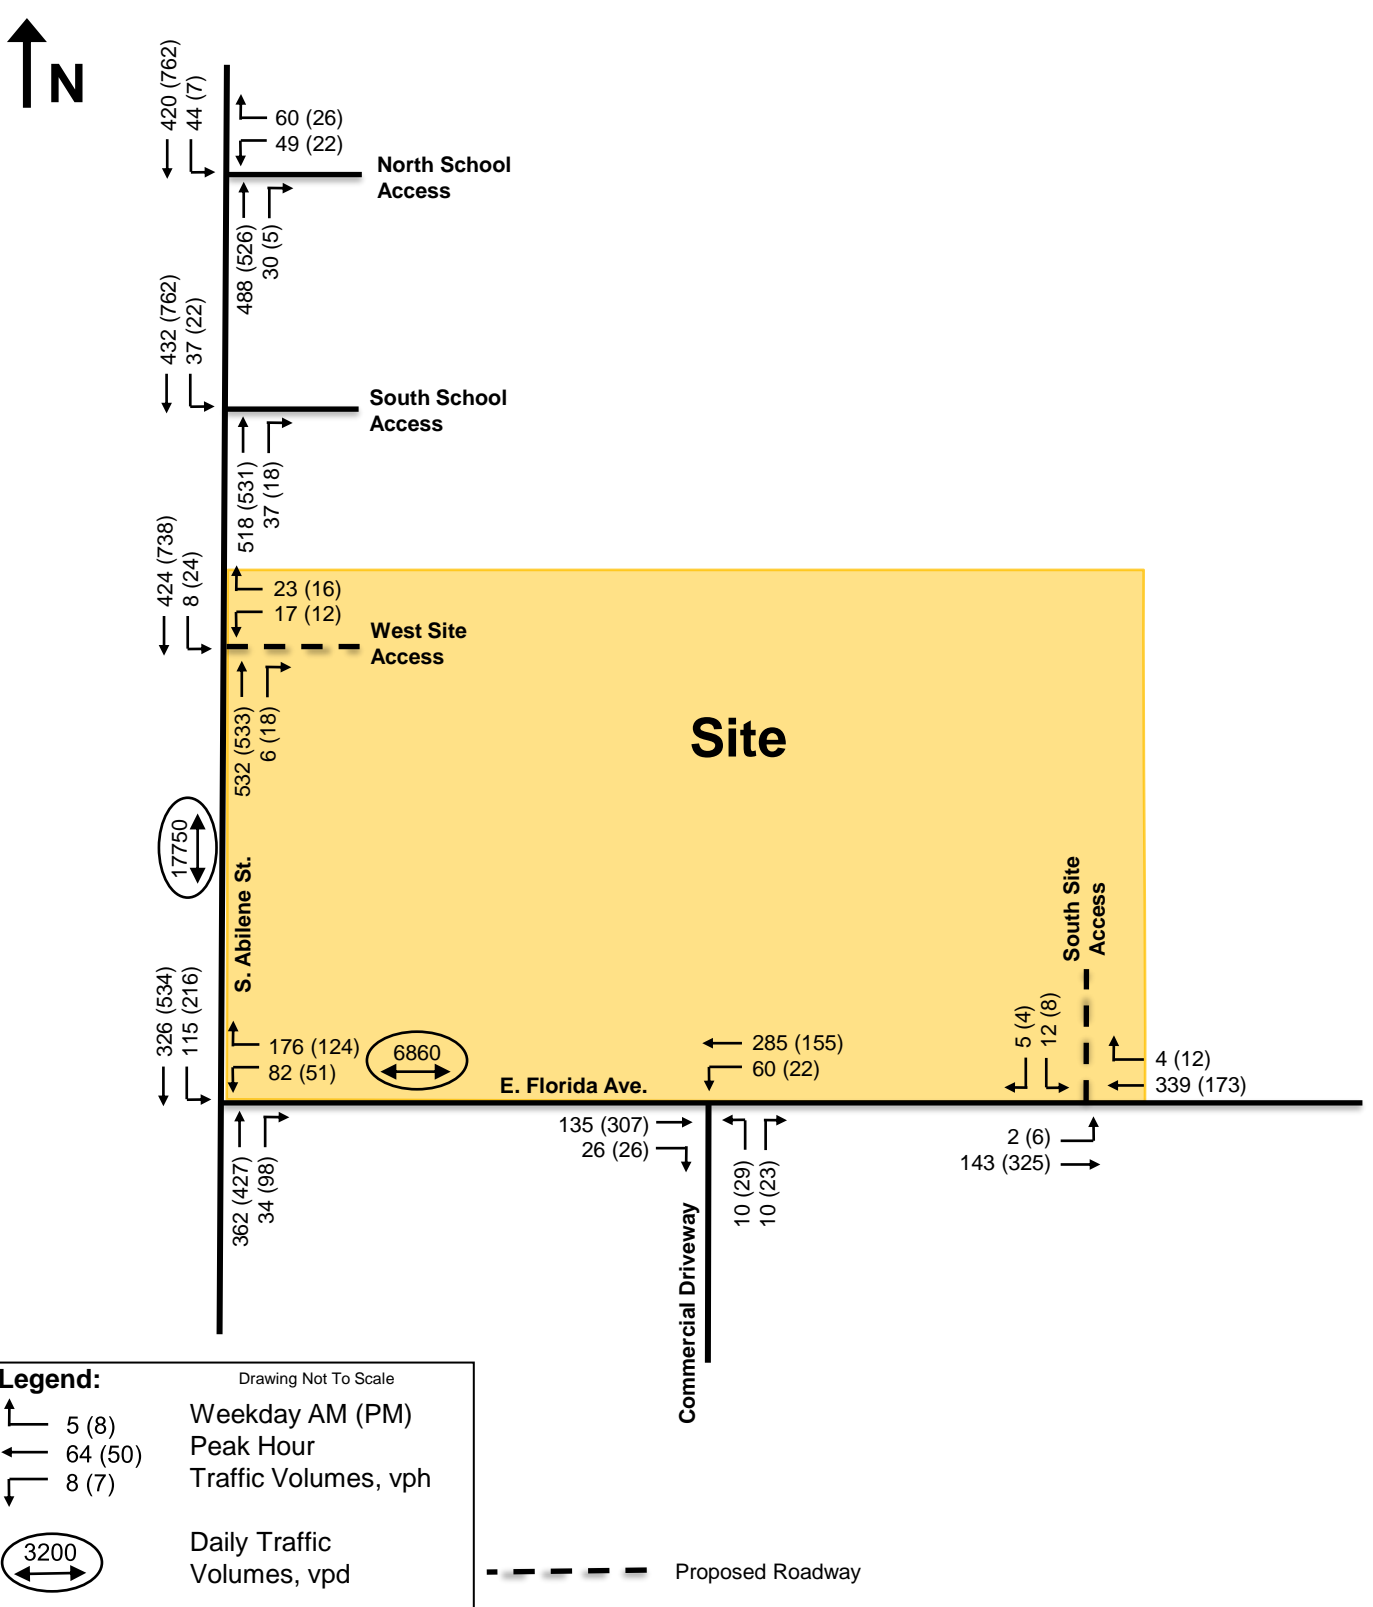 N
420 (762)
44 (7)
60 (26)
49 (22)
North School
Access
488 (526)
30 (5)
432 (762)
37 (22)
South School
Access
518 (531)
37 (18)
424 (738)
8 (24)
23 (16)
17 (12)
West Site
Access
532 (533)
6 (18)
Site
17750
S. Abilene St.
South Site
Access
326 (534)
115 (216)
176 (124)
82 (51)
6860
E. Florida Ave.
285 (155)
60 (22)
5 (4)
12 (8)
4 (12)
339 (173)
362 (427)
34 (98)
135 (307)
26 (26)
10 (29)
10 (23)
2 (6)
143 (325)
Commercial Driveway
Legend:
Drawing Not To Scale
5 (8)
64 (50)
8 (7)
Weekday AM (PM)
Peak Hour
Traffic Volumes, vph
3200
Daily Traffic
Volumes, vpd
Proposed Roadway